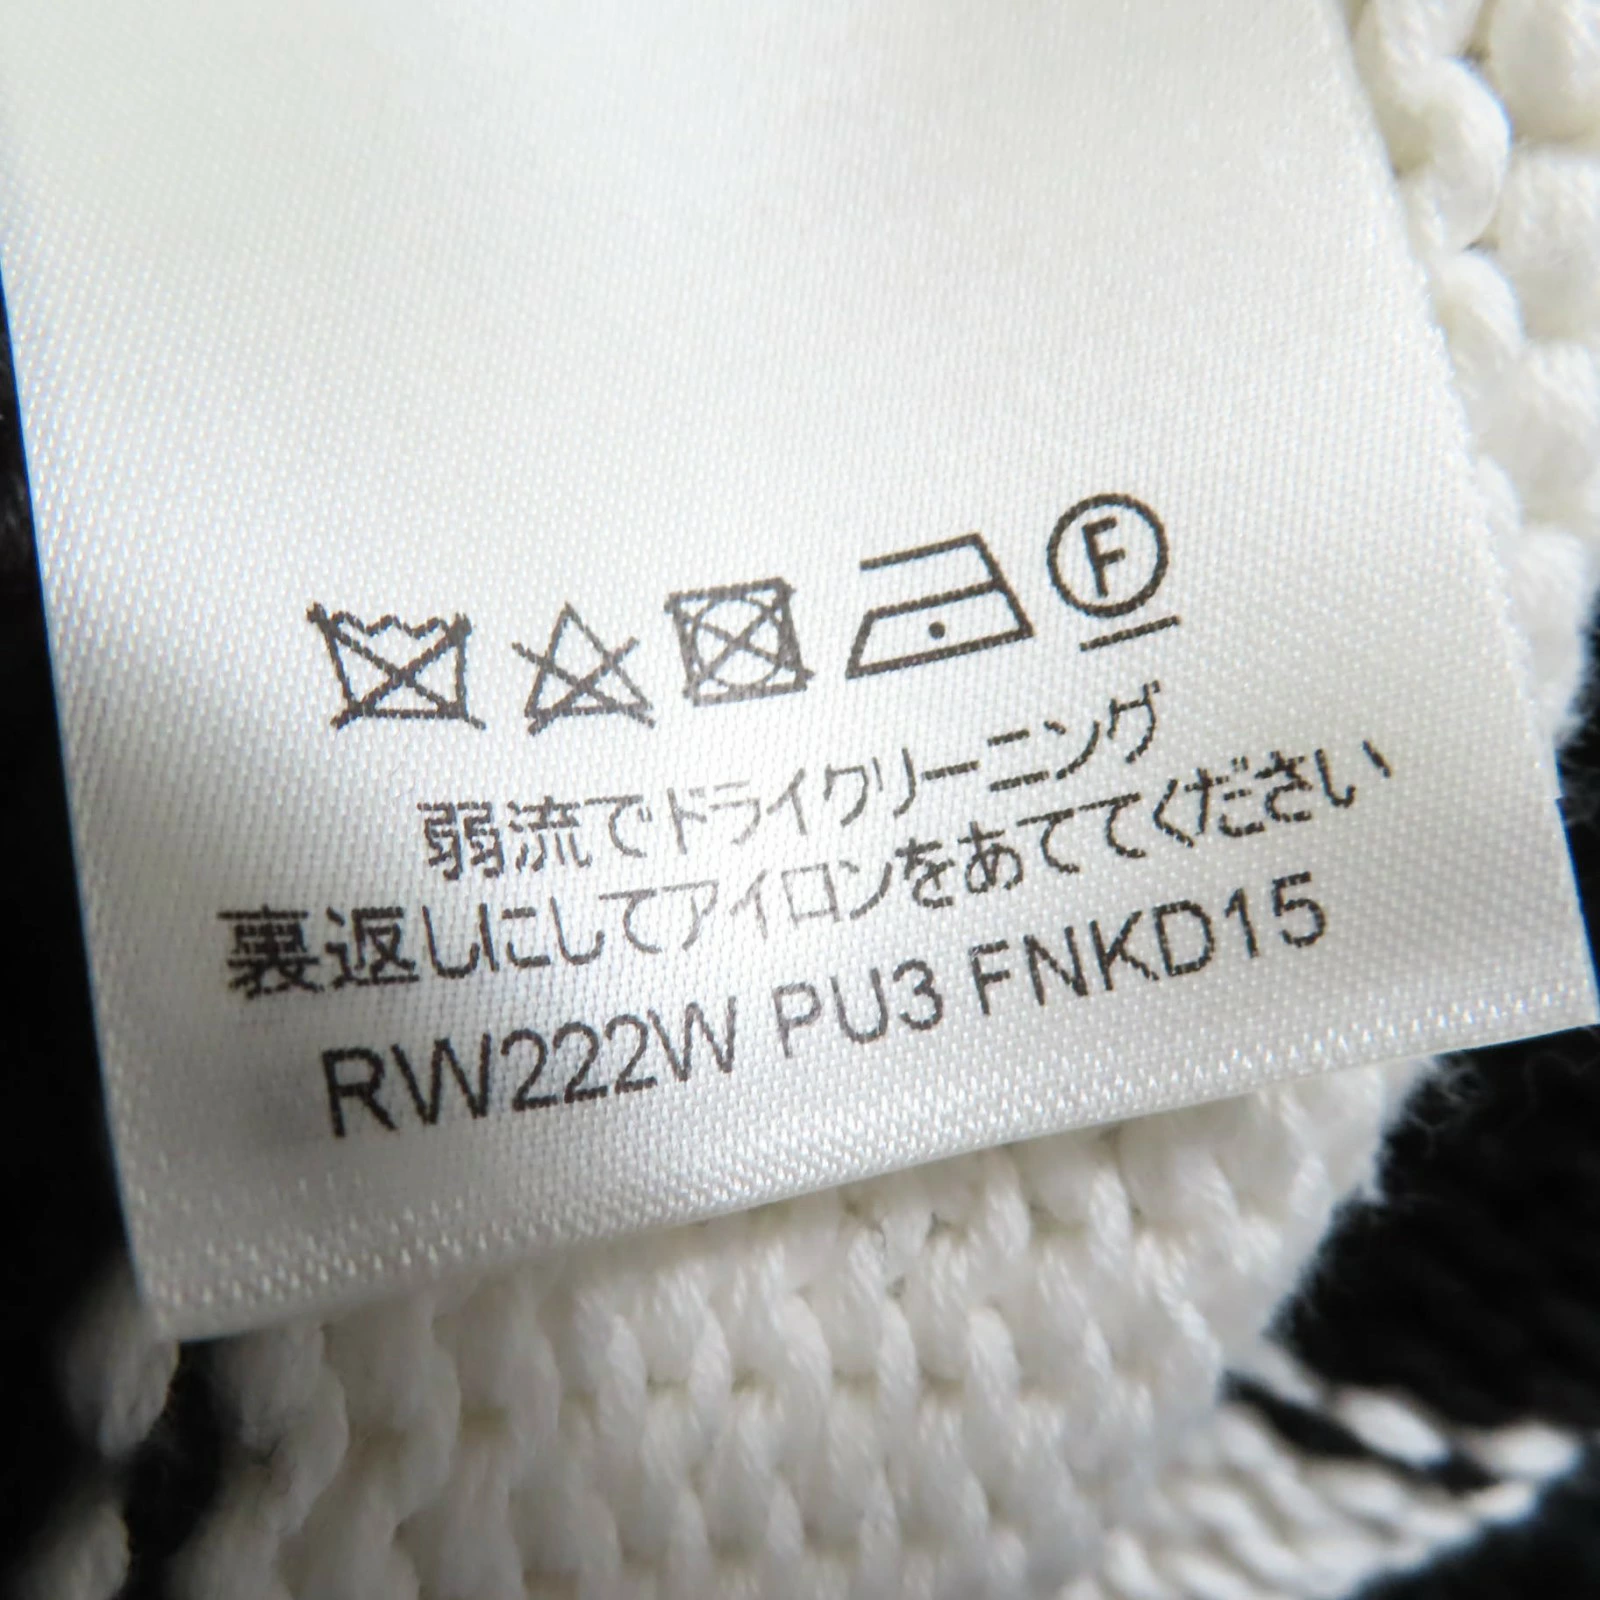 F
弱流でドライクリーニング
裏返しにしてアイロンをあててください
RW222W PU3 FNKD15